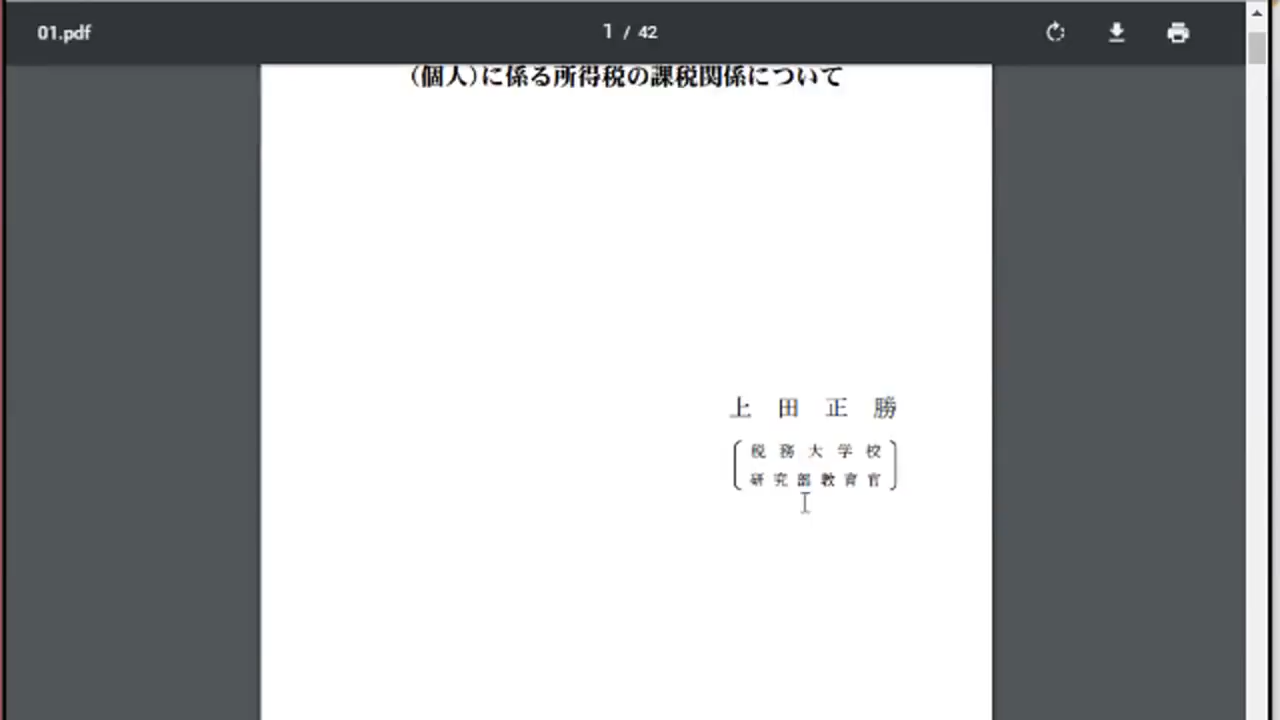 01.pdf
1 / 42
(個人)に係る所得税の課税関係について
上 田 正 勝
税 務 大 学 校
研 究 部 教 育 官